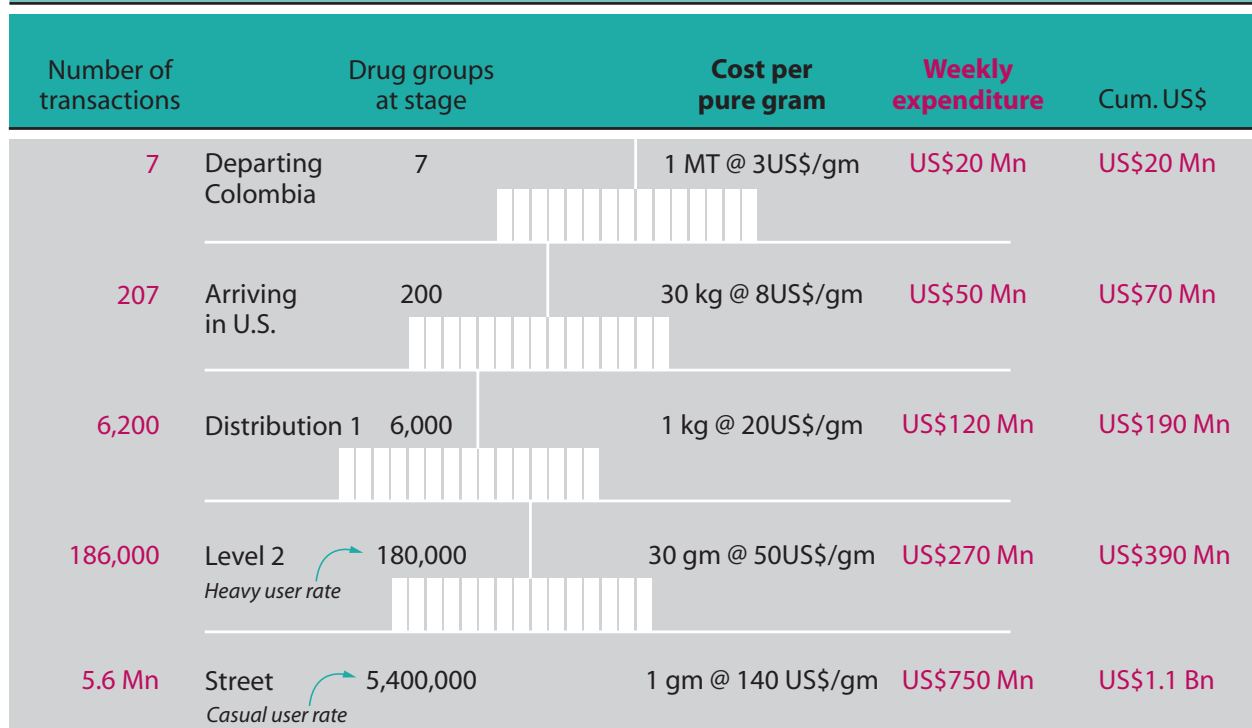 Number of transactions
Drug groups at stage
Cost per pure gram
Weekly expenditure
Cum. US$
7 Departing Colombia 7 1 MT @ 3US$/gm US$20 Mn US$20 Mn
207 Arriving in U.S. 200 30 kg @ 8US$/gm US$50 Mn US$70 Mn
6,200 Distribution 1 6,000 1 kg @ 20US$/gm US$120 Mn US$190 Mn
186,000 Level 2 180,000 30 gm @ 50US$/gm US$270 Mn US$390 Mn
Heavy user rate
5.6 Mn Street 5,400,000 1 gm @ 140 US$/gm US$750 Mn US$1.1 Bn
Casual user rate